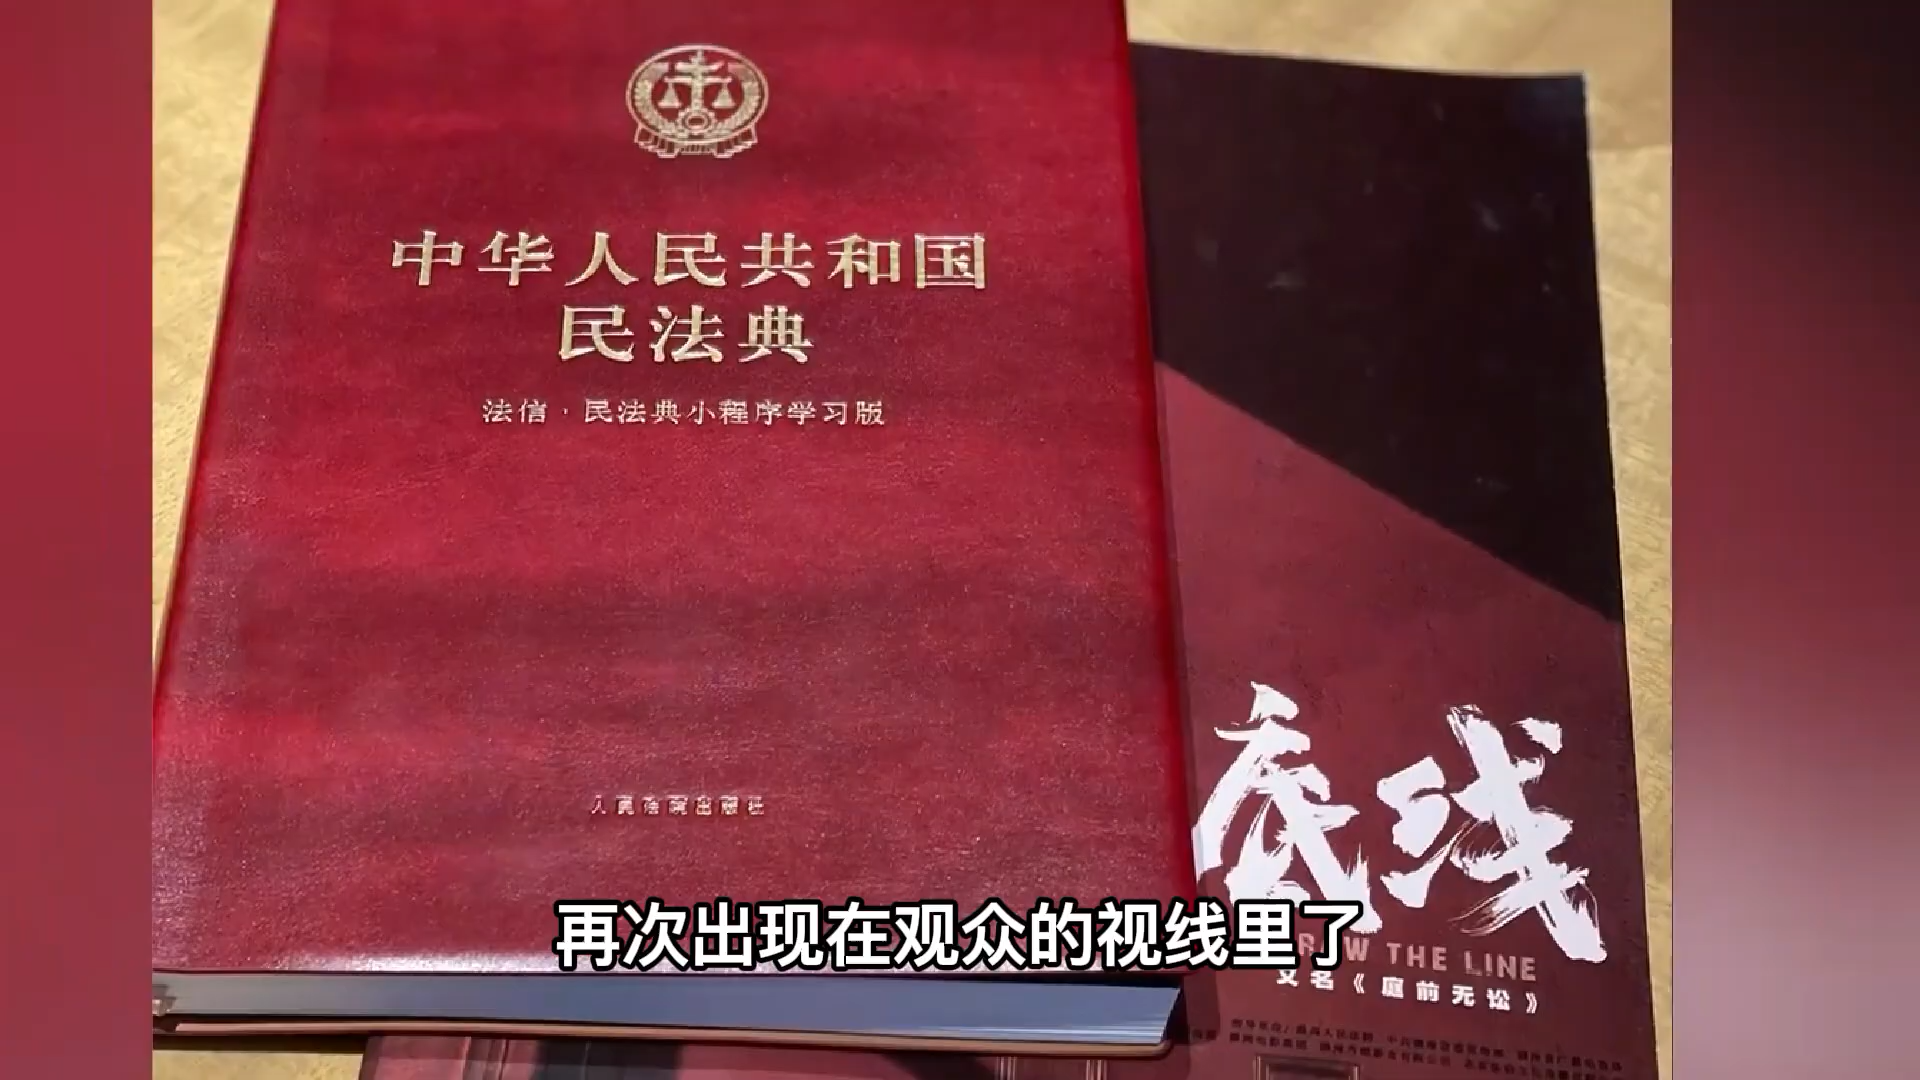 中华人民共和国
民法典
法信·民法典小程序学习版
人民法院出版社
底线
THE LINE
又名《庭前无讼》
再次出现在观众的视线里了